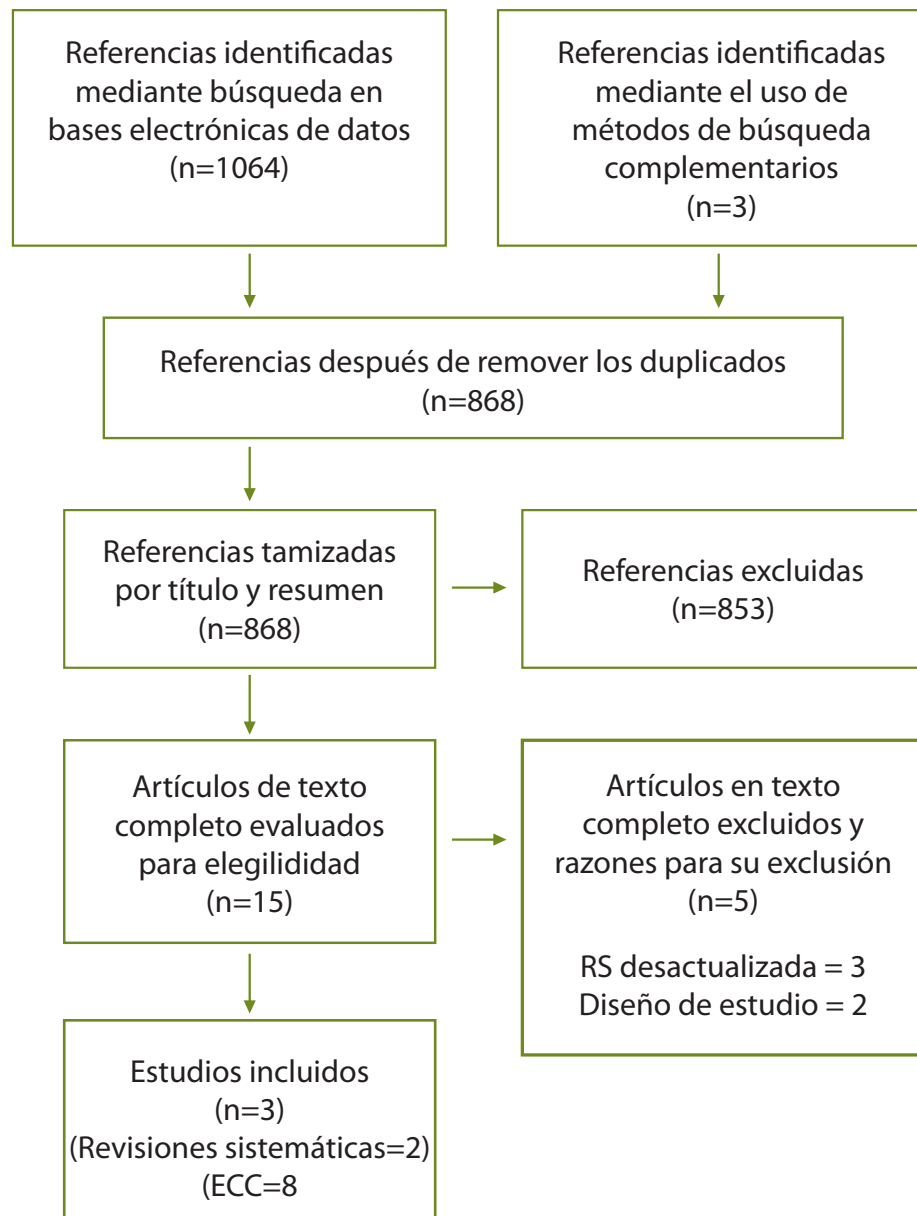 Referencias identificadas
mediante búsqueda en
bases electrónicas de datos
(n=1064)
Referencias identificadas
mediante el uso de
métodos de búsqueda
complementarios
(n=3)
Referencias después de remover los duplicados
(n=868)
Referencias tamizadas
por título y resumen
(n=868)
Referencias excluidas
(n=853)
Artículos de texto
completo evaluados
para elegilididad
(n=15)
Artículos en texto
completo excluidos y
razones para su exclusión
(n=5)
RS desactualizada = 3
Diseño de estudio = 2
Estudios incluidos
(n=3)
(Revisiones sistemáticas=2)
(ECC=8